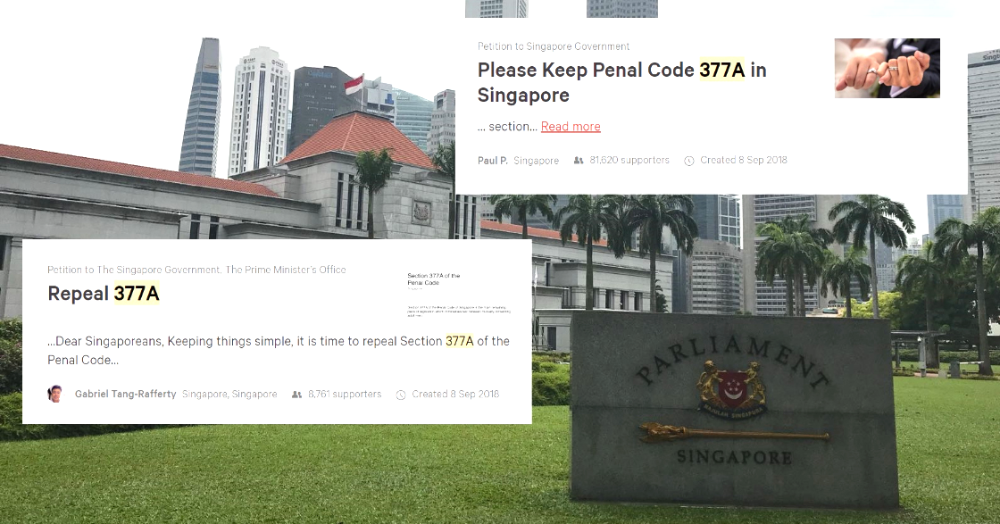 Petition to Singapore Government
Please Keep Penal Code 377A in
Singapore
... section... Read more
Paul P. Singapore 81,620 supporters Created 8 Sep 2018
Petition to The Singapore Government, The Prime Minister's Office
Repeal 377A
Section 377A of the
Penal Code
...Dear Singaporeans, Keeping things simple, it is time to repeal Section 377A of the
Penal Code...
Gabriel Tang-Rafferty Singapore, Singapore 8,761 supporters Created 8 Sep 2018
PARLIAMENT
MAJULAH SINGAPURA
SINGAPORE